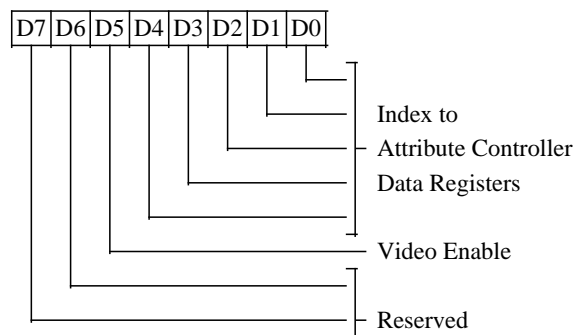 D7 D6 D5 D4 D3 D2 D1 D0
Index to
Attribute Controller
Data Registers
Video Enable
Reserved